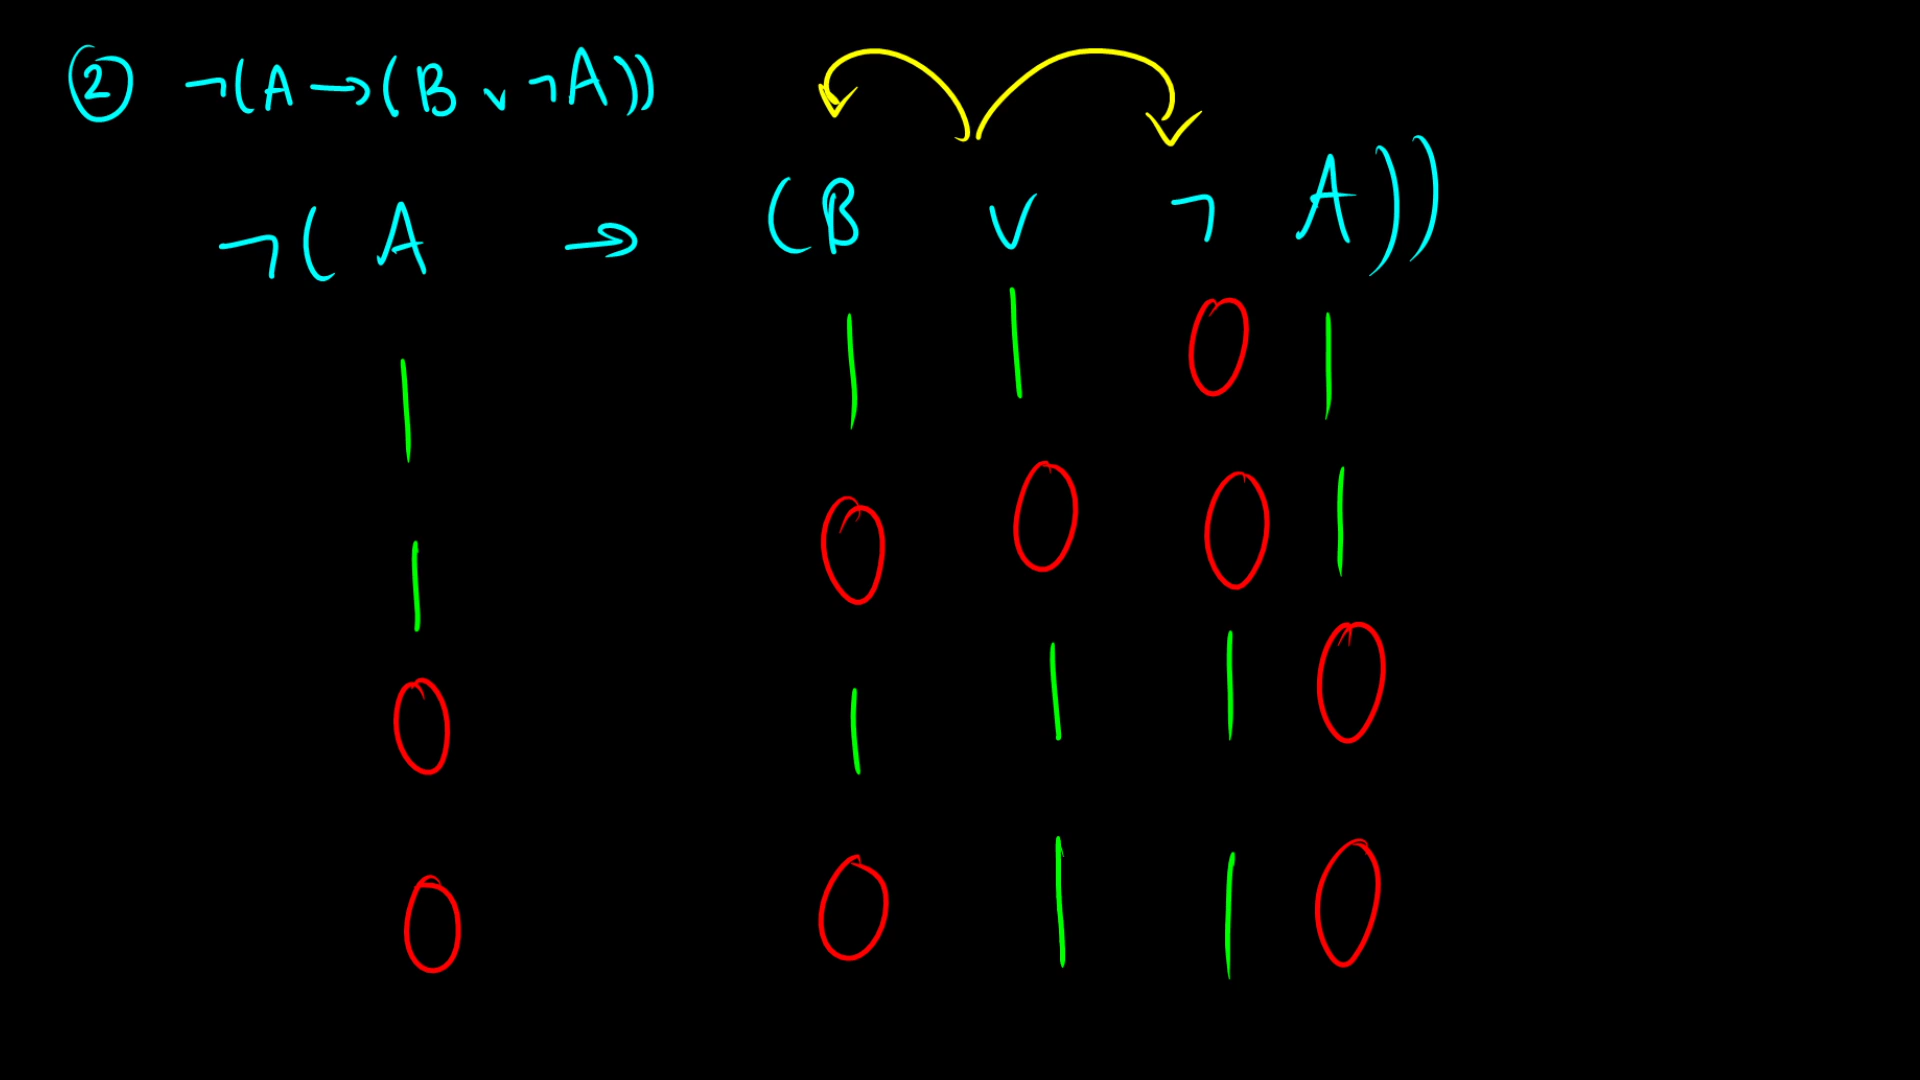 ② ¬(A→(B ∨ ¬A))
¬( A → (B ∨ ¬ A))
1 1 1 0 1
1 0 0 0 1
0 1 1 1 0
0 0 1 1 0